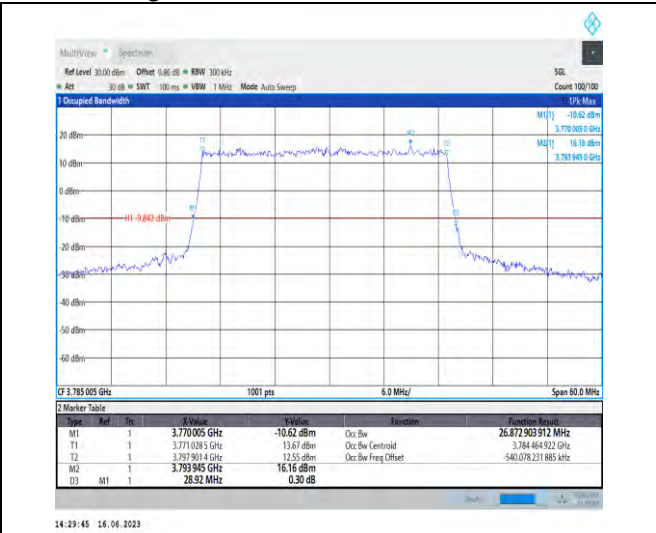 MultiView Spectrum
Ref Level 30.00 dBm Offset 9.86 dB RBW 300 kHz SGL
Att 30 dB SWT 100 ms VBW 1 MHz Mode Auto Sweep Count 100/100
1 Occupied Bandwidth 1Pk Max
M1[1] -10.62 dBm
3.770 005 0 GHz
M2[1] 16.16 dBm
3.793 945 0 GHz
20 dBm
10 dBm
0 dBm
-10 dBm
H1 -9.842 dBm
-20 dBm
-30 dBm
-40 dBm
-50 dBm
-60 dBm
T1
M2
T2
M1
CF 3.785 005 GHz 1001 pts 6.0 MHz/ Span 60.0 MHz
2 Marker Table
Type Ref Trc X-Value Y-Value Function Function Result
M1 1 3.770 005 GHz -10.62 dBm Occ Bw 26.872 903 912 MHz
T1 1 3.771 028 5 GHz 13.67 dBm Occ Bw Centroid 3.784 464 922 GHz
T2 1 3.797 901 4 GHz 12.55 dBm Occ Bw Freq Offset -540.078 231 885 kHz
M2 1 3.793 945 GHz 16.16 dBm
D3 M1 1 28.92 MHz 0.30 dB
14:29:45 16.06.2023